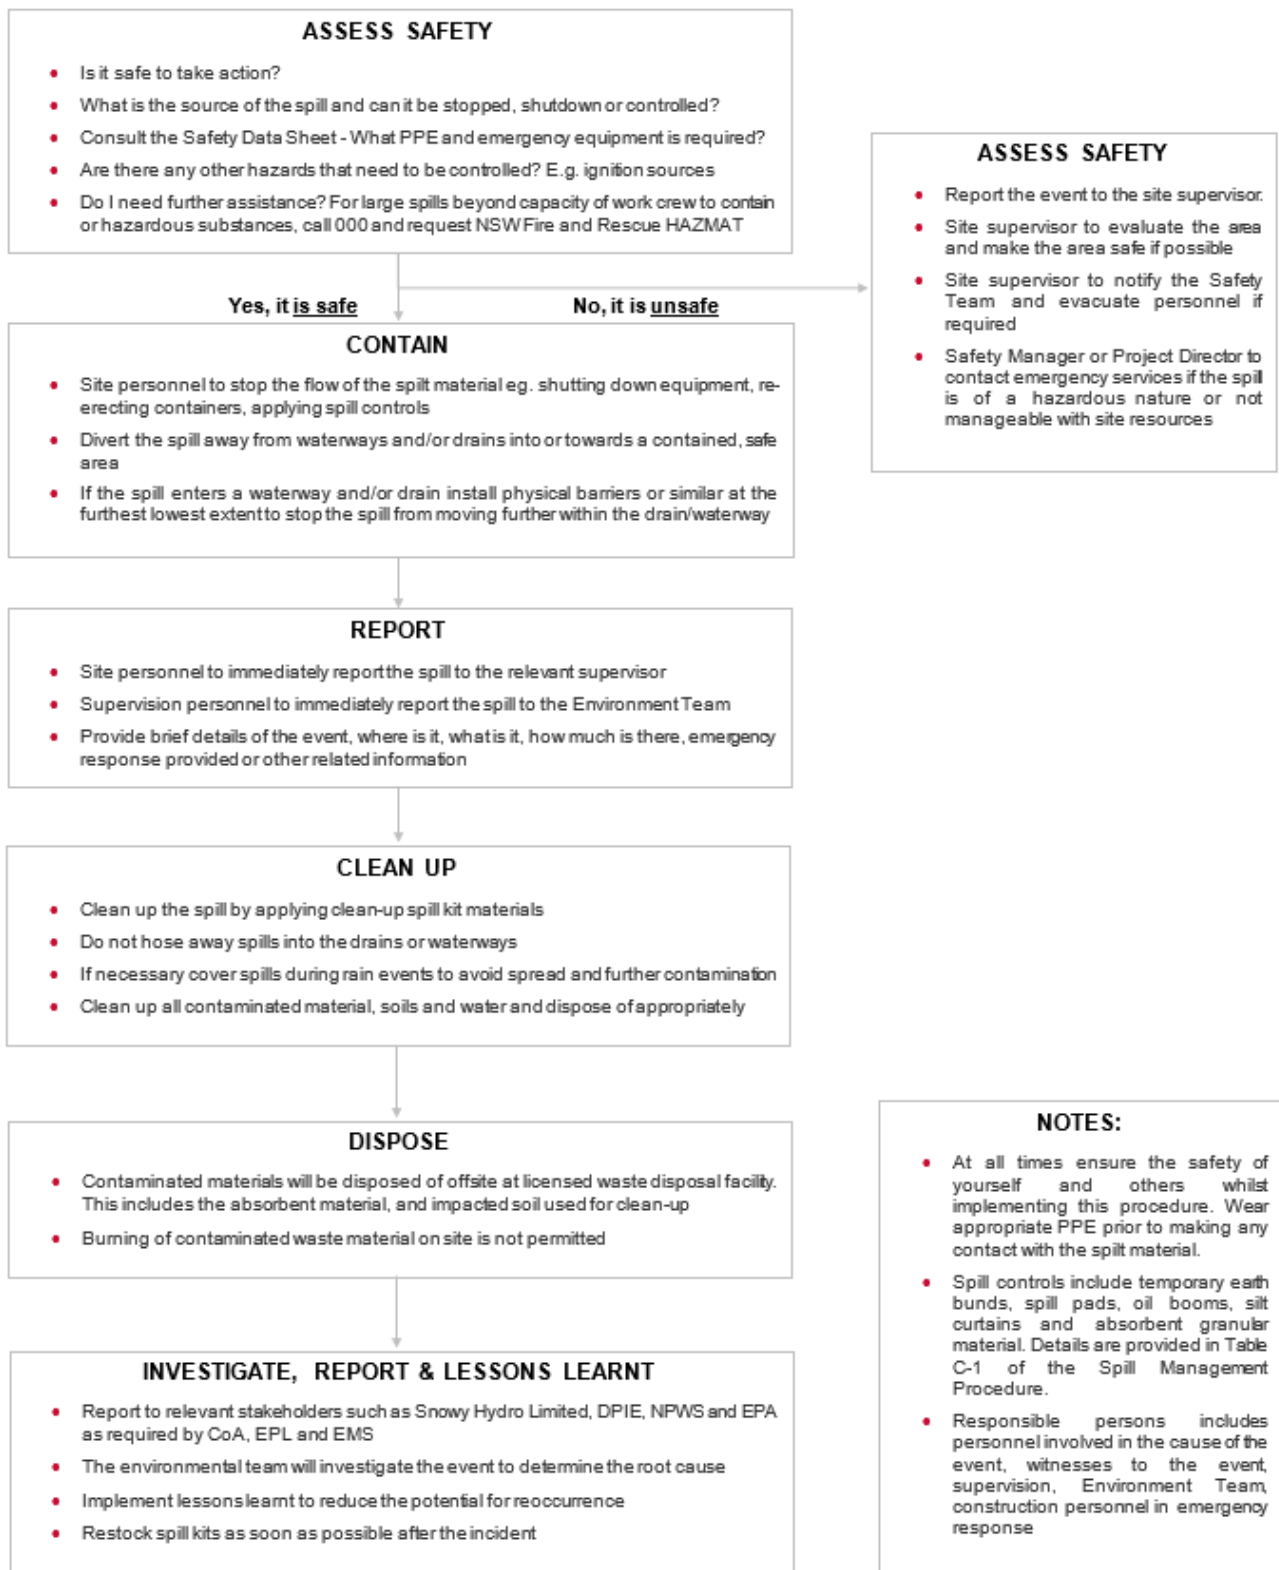 ASSESS SAFETY
• Is it safe to take action?
• What is the source of the spill and can it be stopped, shutdown or controlled?
• Consult the Safety Data Sheet - What PPE and emergency equipment is required?
• Are there any other hazards that need to be controlled? E.g. ignition sources
• Do I need further assistance? For large spills beyond capacity of work crew to contain
or hazardous substances, call 000 and request NSW Fire and Rescue HAZMAT
ASSESS SAFETY
• Report the event to the site supervisor.
• Site supervisor to evaluate the area
and make the area safe if possible
• Site supervisor to notify the Safety
Team and evacuate personnel if
required
• Safety Manager or Project Director to
contact emergency services if the spill
is of a hazardous nature or not
manageable with site resources
Yes, it is safe
No, it is unsafe
CONTAIN
• Site personnel to stop the flow of the spilt material eg. shutting down equipment, re-
erecting containers, applying spill controls
• Divert the spill away from waterways and/or drains into or towards a contained, safe
area
• If the spill enters a waterway and/or drain install physical barriers or similar at the
furthest lowest extent to stop the spill from moving further within the drain/waterway
REPORT
• Site personnel to immediately report the spill to the relevant supervisor
• Supervision personnel to immediately report the spill to the Environment Team
• Provide brief details of the event, where is it, what is it, how much is there, emergency
response provided or other related information
CLEAN UP
• Clean up the spill by applying clean-up spill kit materials
• Do not hose away spills into the drains or waterways
• If necessary cover spills during rain events to avoid spread and further contamination
• Clean up all contaminated material, soils and water and dispose of appropriately
DISPOSE
• Contaminated materials will be disposed of offsite at licensed waste disposal facility.
This includes the absorbent material, and impacted soil used for clean-up
• Burning of contaminated waste material on site is not permitted
INVESTIGATE, REPORT & LESSONS LEARNT
• Report to relevant stakeholders such as Snowy Hydro Limited, DPIE, NPWS and EPA
as required by CoA, EPL and EMS
• The environmental team will investigate the event to determine the root cause
• Implement lessons learnt to reduce the potential for reoccurrence
• Restock spill kits as soon as possible after the incident
NOTES:
• At all times ensure the safety of
yourself and others whilst
implementing this procedure. Wear
appropriate PPE prior to making any
contact with the spilt material.
• Spill controls include temporary earth
bunds, spill pads, oil booms, silt
curtains and absorbent granular
material. Details are provided in Table
C-1 of the Spill Management
Procedure.
• Responsible persons includes
personnel involved in the cause of the
event, witnesses to the event,
supervision, Environment Team,
construction personnel in emergency
response